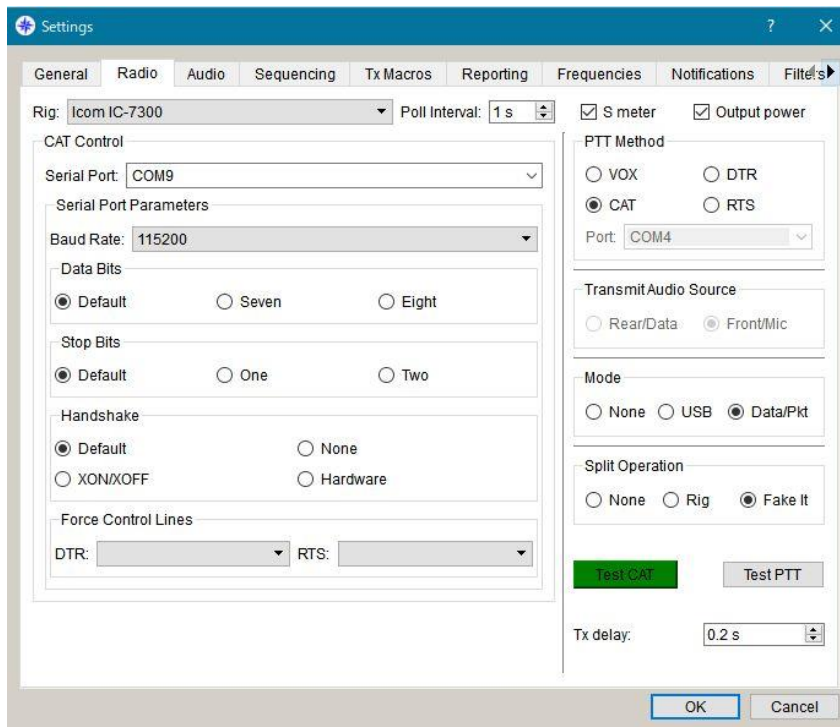 Settings
General Radio Audio Sequencing Tx Macros Reporting Frequencies Notifications Filters
Rig: Icom IC-7300 Poll Interval: 1 s S meter Output power
CAT Control
Serial Port: COM9
Serial Port Parameters
Baud Rate: 115200
Data Bits
Default Seven Eight
Stop Bits
Default One Two
Handshake
Default None
XON/XOFF Hardware
Force Control Lines
DTR: RTS:
PTT Method
VOX DTR
CAT RTS
Port: COM4
Transmit Audio Source
Rear/Data Front/Mic
Mode
None USB Data/Pkt
Split Operation
None Rig Fake It
Test CAT Test PTT
Tx delay: 0.2 s
OK Cancel